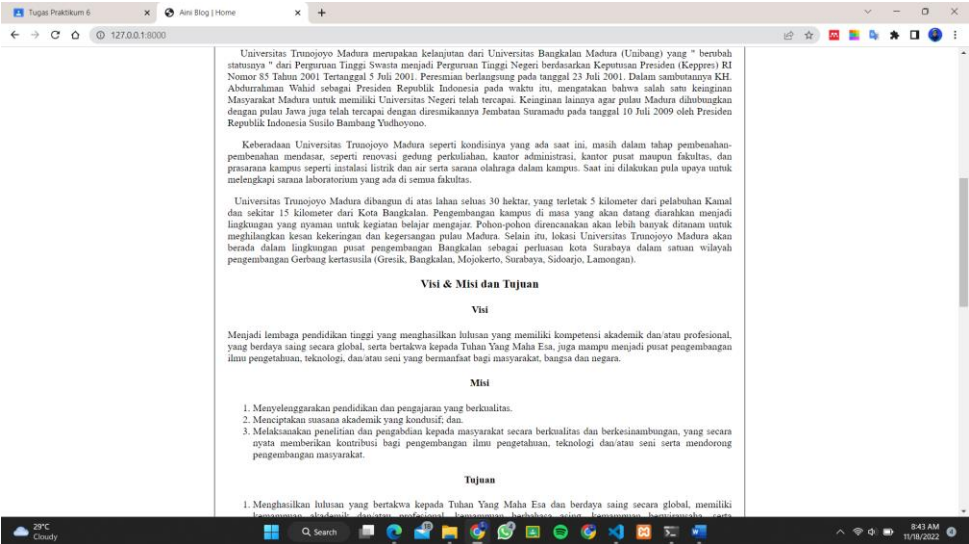 Tugas Praktikum 6
Aini Blog | Home
127.0.0.1:8000
Universitas Trunojoyo Madura merupakan kelanjutan dari Universitas Bangkalan Madura (Unibang) yang " berubah
statusnya " dari Perguruan Tinggi Swasta menjadi Perguruan Tinggi Negeri berdasarkan Keputusan Presiden (Keppres) RI
Nomor 85 Tahun 2001 Tertanggal 5 Juli 2001. Peresmian berlangsung pada tanggal 23 Juli 2001. Dalam sambutannya KH.
Abdurrahman Wahid sebagai Presiden Republik Indonesia pada waktu itu, mengatakan bahwa salah satu keinginan
Masyarakat Madura untuk memiliki Universitas Negeri telah tercapai. Keinginan lainnya agar pulau Madura dihubungkan
dengan pulau Jawa juga telah tercapai dengan diresmikannya Jembatan Suramadu pada tanggal 10 Juli 2009 oleh Presiden
Republik Indonesia Susilo Bambang Yudhoyono.
Keberadaan Universitas Trunojoyo Madura seperti kondisinya yang ada saat ini, masih dalam tahap pembenahan-
pembenahan mendasar, seperti renovasi gedung perkuliahan, kantor administrasi, kantor pusat maupun fakultas, dan
prasarana kampus seperti instalasi listrik dan air serta sarana olahraga dalam kampus. Saat ini dilakukan pula upaya untuk
melengkapi sarana laboratorium yang ada di semua fakultas.
Universitas Trunojoyo Madura dibangun di atas lahan seluas 30 hektar, yang terletak 5 kilometer dari pelabuhan Kamal
dan sekitar 15 kilometer dari Kota Bangkalan. Pengembangan kampus di masa yang akan datang diarahkan menjadi
lingkungan yang nyaman untuk kegiatan belajar mengajar. Pohon-pohon direncanakan akan lebih banyak ditanam untuk
meghilangkan kesan kekeringan dan kegersangan pulau Madura. Selain itu, lokasi Universitas Trunojoyo Madura akan
berada dalam lingkungan pusat pengembangan Bangkalan sebagai perluasan kota Surabaya dalam satuan wilayah
pengembangan Gerbang kertasusila (Gresik, Bangkalan, Mojokerto, Surabaya, Sidoarjo, Lamongan).
Visi & Misi dan Tujuan
Visi
Menjadi lembaga pendidikan tinggi yang menghasilkan lulusan yang memiliki kompetensi akademik dan/atau profesional,
yang berdaya saing secara global, serta bertakwa kepada Tuhan Yang Maha Esa, juga mampu menjadi pusat pengembangan
ilmu pengetahuan, teknologi, dan/atau seni yang bermanfaat bagi masyarakat, bangsa dan negara.
Misi
1. Menyelenggarakan pendidikan dan pengajaran yang berkualitas.
2. Menciptakan suasana akademik yang kondusif; dan.
3. Melaksanakan penelitian dan pengabdian kepada masyarakat secara berkualitas dan berkesinambungan, yang secara
nyata memberikan kontribusi bagi pengembangan ilmu pengetahuan, teknologi dan/atau seni serta mendorong
pengembangan masyarakat.
Tujuan
1. Menghasilkan lulusan yang bertakwa kepada Tuhan Yang Maha Esa dan berdaya saing secara global, memiliki
kemampuan akademik dan/atau profesional, kemampuan berbahasa asing, kemampuan berwirausaha, serta
29°C
Cloudy
Search
8:43 AM
11/18/2022